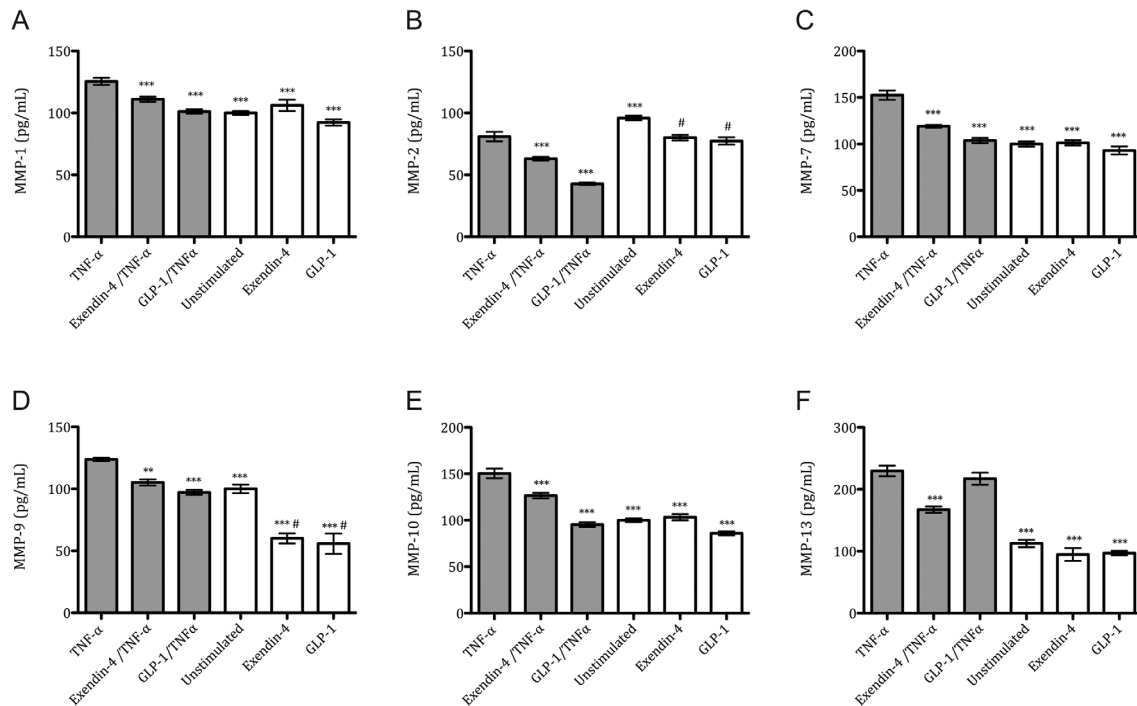 A
MMP-1 (pg/mL)
150
100
50
0
***
***
***
***
***
TNF-α
Exendin-4 /TNF-α
GLP-1/TNFα
Unstimulated
Exendin-4
GLP-1
B
MMP-2 (pg/mL)
150
100
50
0
***
***
***
#
#
TNF-α
Exendin-4 /TNF-α
GLP-1/TNFα
Unstimulated
Exendin-4
GLP-1
C
MMP-7 (pg/mL)
200
150
100
50
0
***
***
***
***
***
TNF-α
Exendin-4 /TNF-α
GLP-1/TNFα
Unstimulated
Exendin-4
GLP-1
D
MMP-9 (pg/mL)
150
100
50
0
**
***
***
*** #
*** #
TNF-α
Exendin-4 /TNF-α
GLP-1/TNFα
Unstimulated
Exendin-4
GLP-1
E
MMP-10 (pg/mL)
200
150
100
50
0
***
***
***
***
***
TNF-α
Exendin-4 /TNF-α
GLP-1/TNFα
Unstimulated
Exendin-4
GLP-1
F
MMP-13 (pg/mL)
300
200
100
0
***
***
***
***
TNF-α
Exendin-4 /TNF-α
GLP-1/TNFα
Unstimulated
Exendin-4
GLP-1